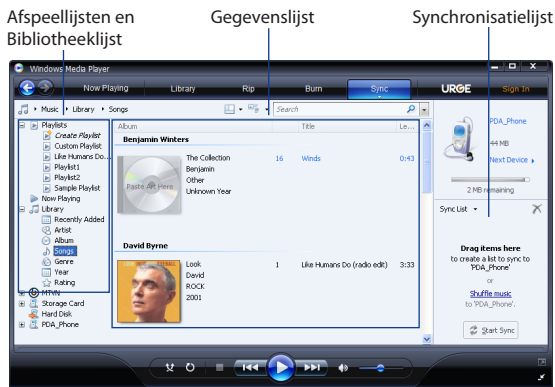 Afspeellijsten en
Bibliotheeklijst
Gegevenslijst
Synchronisatielijst
Windows Media Player
Now Playing Library Rip Burn Sync URGE Sign In
Music Library Songs
Search
Playlists
Create Playlist
Custom Playlist
Like Humans Do...
Playlist1
Playlist2
Sample Playlist
Now Playing
Library
Recently Added
Artist
Album
Songs
Genre
Year
Rating
MTVN
Storage Card
Hard Disk
PDA_Phone
Album Title Le...
Benjamin Winters
Paste Art Here
The Collection 16 Winds 0:43
Benjamin
Other
Unknown Year
David Byrne
Look 1 Like Humans Do (radio edit) 3:33
David
ROCK
2001
PDA_Phone
44 MB
Next Device
2 MB remaining
Sync List
Drag items here
to create a list to sync to
'PDA_Phone'
or
Shuffle music
to 'PDA_Phone'.
Start Sync